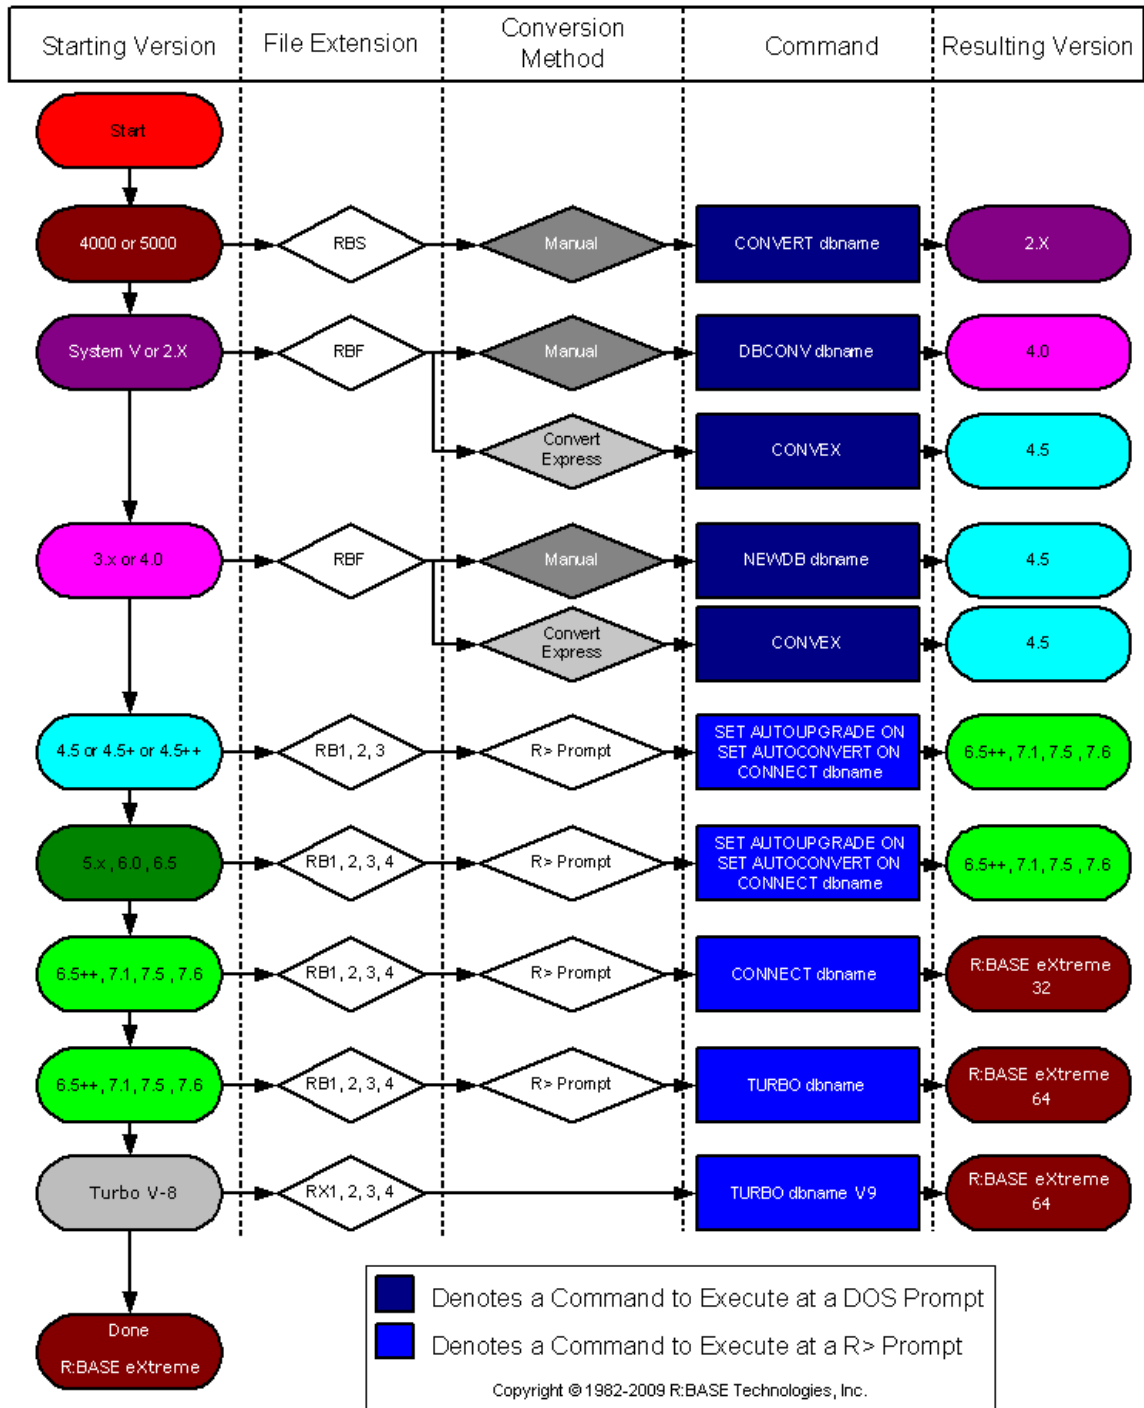 Starting Version
File Extension
Conversion
Method
Command
Resulting Version
Start
4000 or 5000
RBS
Manual
CONVERT dbname
2.X
System V or 2.X
RBF
Manual
DBCONV dbname
4.0
Convert
Express
CONVEX
4.5
3.x or 4.0
RBF
Manual
NEWDB dbname
4.5
Convert
Express
CONVEX
4.5
4.5 or 4.5+ or 4.5++
RB1, 2, 3
R> Prompt
SET AUTOUPGRADE ON
SET AUTOCONVERT ON
CONNECT dbname
6.5++, 7.1, 7.5 , 7.6
5.x , 6.0 , 6.5
RB1, 2, 3, 4
R> Prompt
SET AUTOUPGRADE ON
SET AUTOCONVERT ON
CONNECT dbname
6.5++, 7.1, 7.5 , 7.6
6.5++, 7.1, 7.5 , 7.6
RB1, 2, 3, 4
R> Prompt
CONNECT dbname
R:BASE eXtreme
32
6.5++, 7.1, 7.5 , 7.6
RB1, 2, 3, 4
R> Prompt
TURBO dbname
R:BASE eXtreme
64
Turbo V-8
RX1, 2, 3, 4
TURBO dbname V9
R:BASE eXtreme
64
Done
R:BASE eXtreme
Denotes a Command to Execute at a DOS Prompt
Denotes a Command to Execute at a R> Prompt
Copyright © 1982-2009 R:BASE Technologies, Inc.